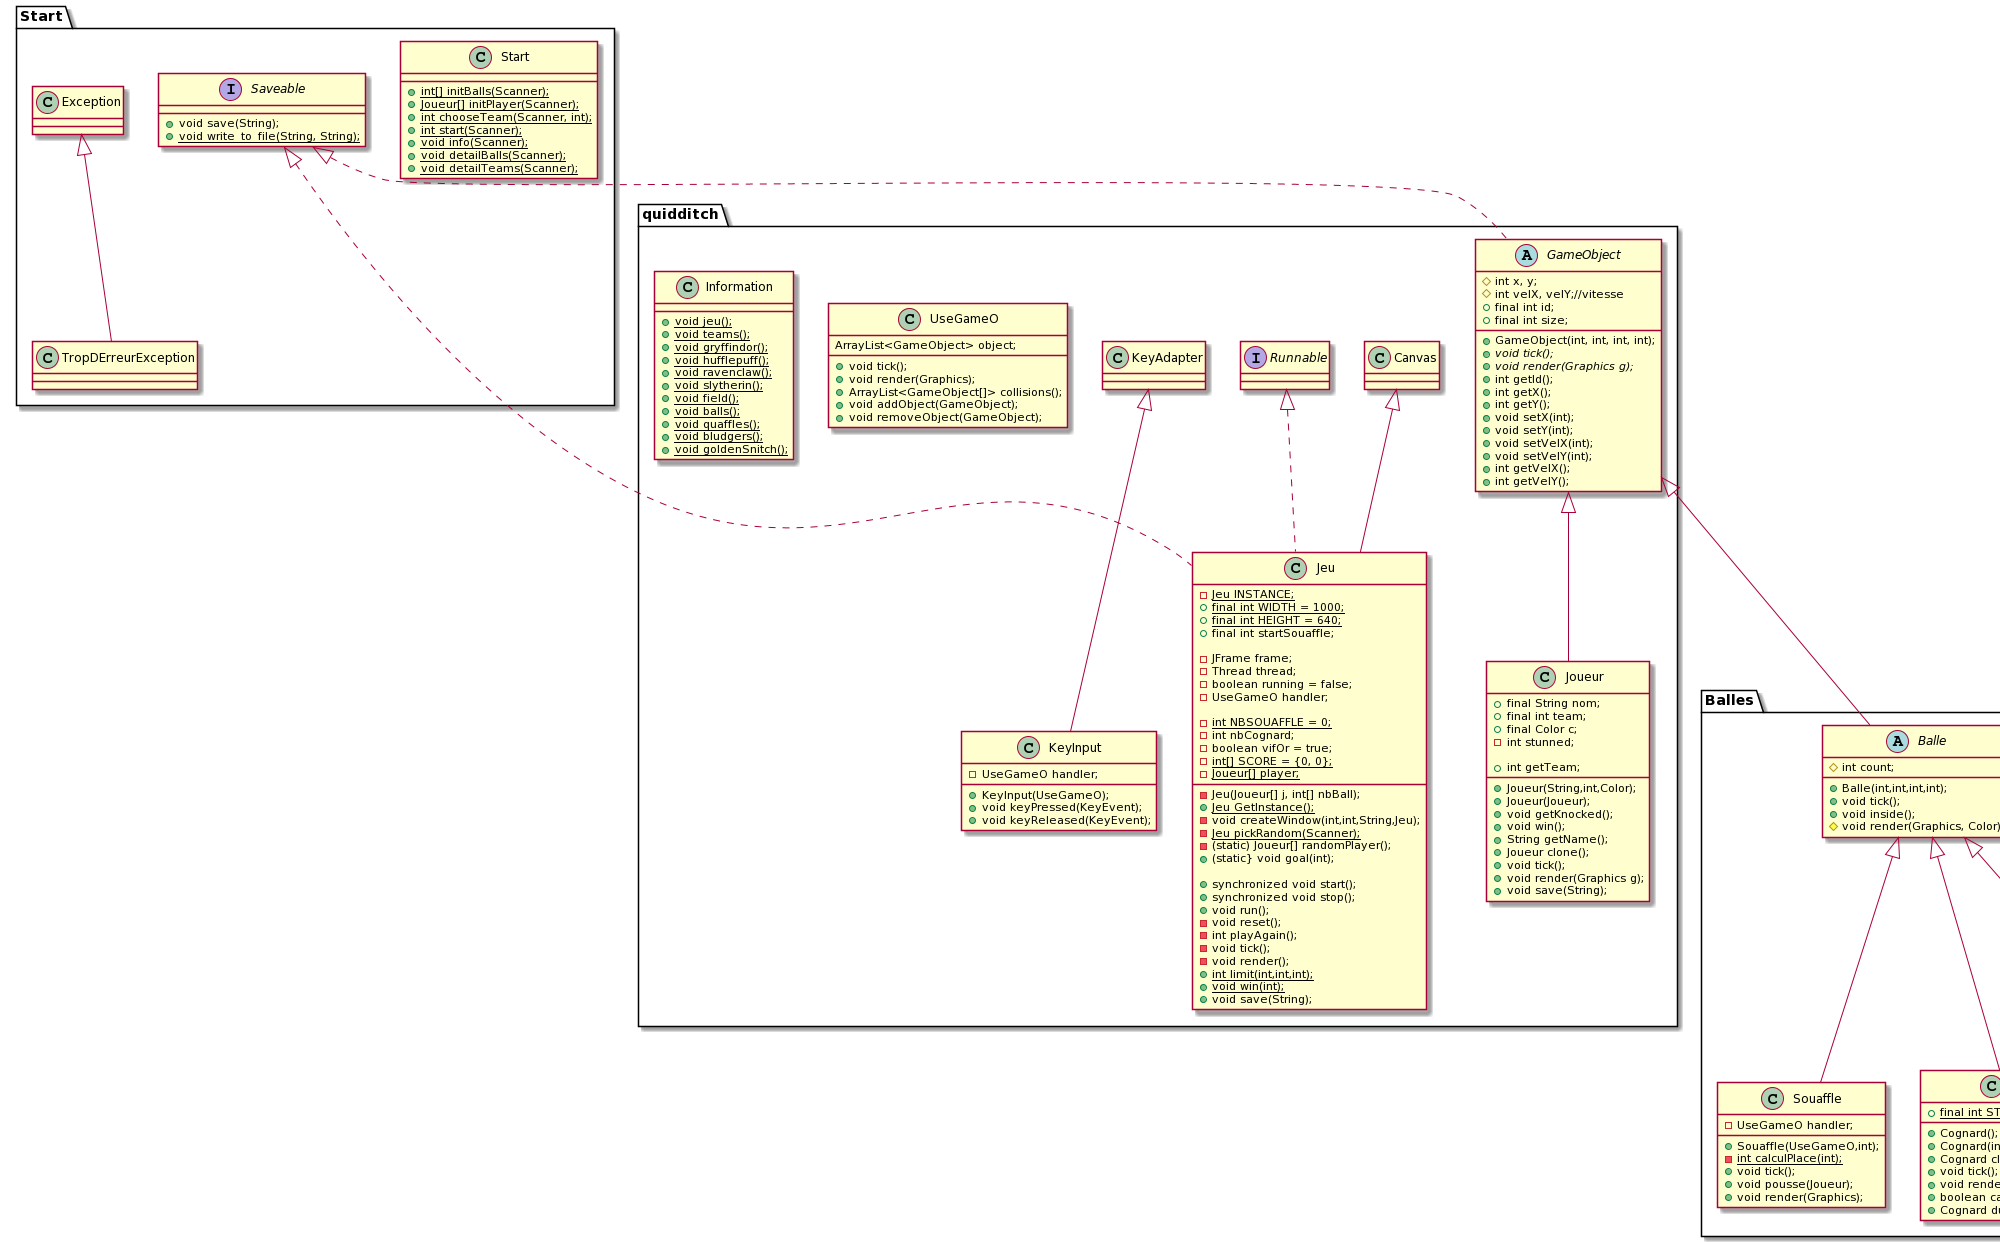 Start
C Start
int[] initBalls(Scanner);
Joueur[] initPlayer(Scanner);
int chooseTeam(Scanner, int);
int start(Scanner);
void info(Scanner);
void detailBalls(Scanner);
void detailTeams(Scanner);
I Saveable
void save(String);
void write_to_file(String, String);
C Exception
C TropDErreurException
quidditch
C Information
void jeu();
void teams();
void gryffindor();
void hufflepuff();
void ravenclaw();
void slytherin();
void field();
void balls();
void quaffles();
void bludgers();
void goldenSnitch();
C UseGameO
ArrayList<GameObject> object;
void tick();
void render(Graphics);
ArrayList<GameObject[]> collisions();
void addObject(GameObject);
void removeObject(GameObject);
C KeyAdapter
I Runnable
C Canvas
A GameObject
int x, y;
int velX, velY;//vitesse
final int id;
final int size;
GameObject(int, int, int, int);
void tick();
void render(Graphics g);
int getId();
int getX();
int getY();
void setX(int);
void setY(int);
void setVelX(int);
void setVelY(int);
int getVelX();
int getVelY();
C KeyInput
UseGameO handler;
KeyInput(UseGameO);
void keyPressed(KeyEvent);
void keyReleased(KeyEvent);
C Jeu
Jeu INSTANCE;
final int WIDTH = 1000;
final int HEIGHT = 640;
final int startSouaffle;
JFrame frame;
Thread thread;
boolean running = false;
UseGameO handler;
int NBSOUAFFLE = 0;
int nbCognard;
boolean vifOr = true;
int[] SCORE = {0, 0};
Joueur[] player;
Jeu(Joueur[] j, int[] nbBall);
Jeu GetInstance();
void createWindow(int,int,String,Jeu);
Jeu pickRandom(Scanner);
(static) Joueur[] randomPlayer();
(static} void goal(int);
synchronized void start();
synchronized void stop();
void run();
void reset();
int playAgain();
void tick();
void render();
int limit(int,int,int);
void win(int);
void save(String);
C Joueur
final String nom;
final int team;
final Color c;
int stunned;
int getTeam;
Joueur(String,int,Color);
Joueur(Joueur);
void getKnocked();
void win();
String getName();
Joueur clone();
void tick();
void render(Graphics g);
void save(String);
Balles
A Balle
int count;
Balle(int,int,int,int);
void tick();
void inside();
void render(Graphics, Color)
C Souaffle
UseGameO handler;
Souaffle(UseGameO,int);
int calculPlace(int);
void tick();
void pousse(Joueur);
void render(Graphics);
C
final int ST
Cognard();
Cognard(in
Cognard cl
void tick();
void rende
boolean ca
Cognard du